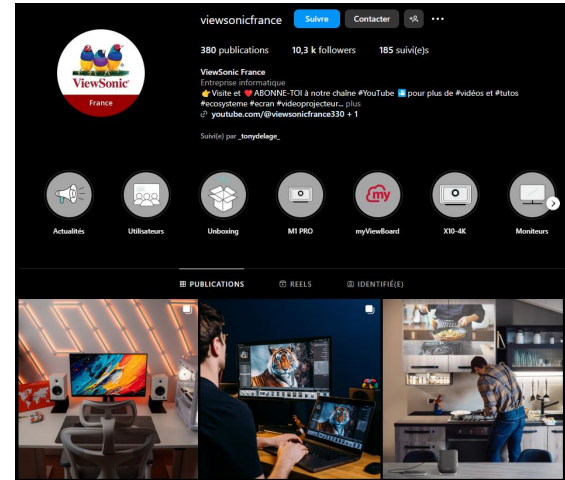 viewsonicfrance Suivre Contacter
380 publications 10,3 k followers 185 suivi(e)s
ViewSonic France
Entreprise informatique
👉Visite et ❤️ABONNE-TOI à notre chaîne #YouTube 🎦pour plus de #vidéos et #tutos
#ecosysteme #ecran #videoprojecteur... plus
youtube.com/@viewsonicfrance330 + 1
Suivi(e) par _tonydelage_
ViewSonic
France
my
Actualités Utilisateurs Unboxing M1 PRO myViewBoard X10-4K Moniteurs
PUBLICATIONS REELS IDENTIFIÉ(E)